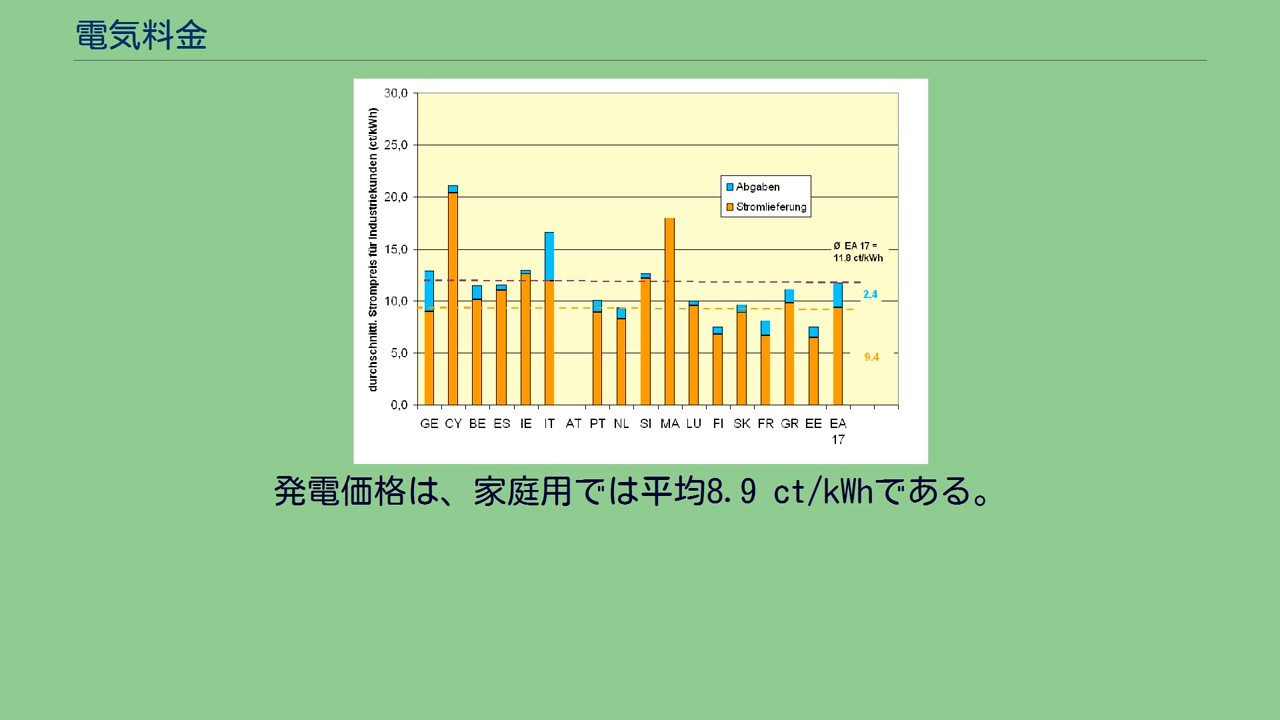 電気料金
30,0
25,0
20,0
15,0
10,0
5,0
0,0
durchschnittl. Strompreis für Industriekunden (ct/kWh)
Abgaben
Stromlieferung
Ø EA 17 =
11,8 ct/kWh
2,4
9,4
GE CY BE ES IE IT AT PT NL SI MA LU FI SK FR GR EE EA
17
発電価格は、家庭用では平均8.9 ct/kWhである。